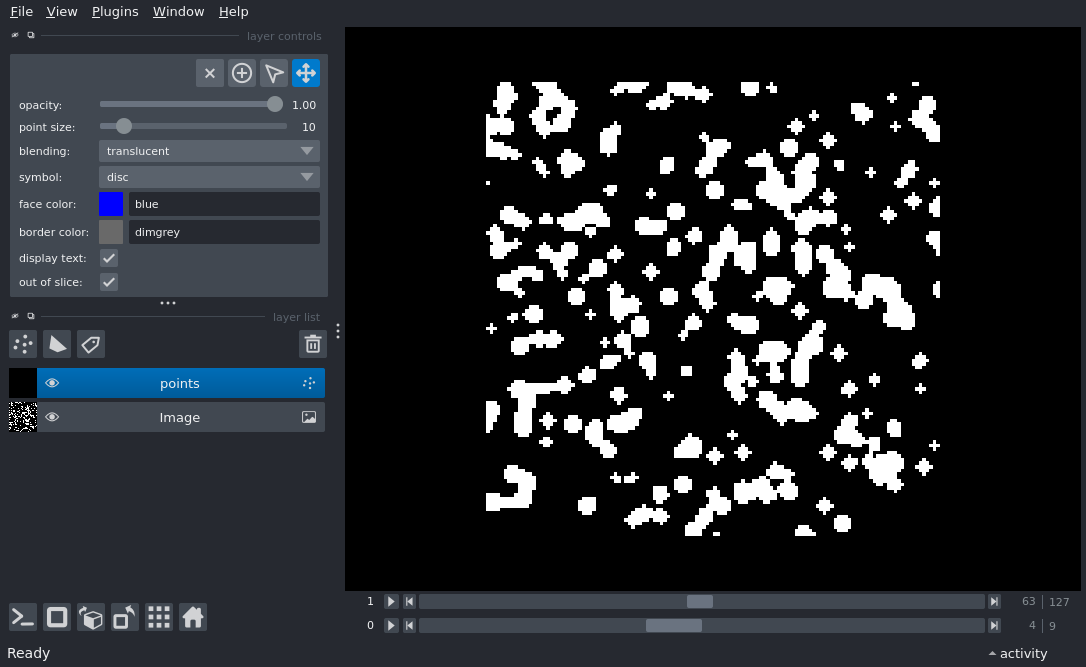 File View Plugins Window Help
layer controls
opacity: 1.00
point size: 10
blending: translucent
symbol: disc
face color: blue
border color: dimgrey
display text:
out of slice:
layer list
points
Image
1 63 127
0 4 9
Ready activity